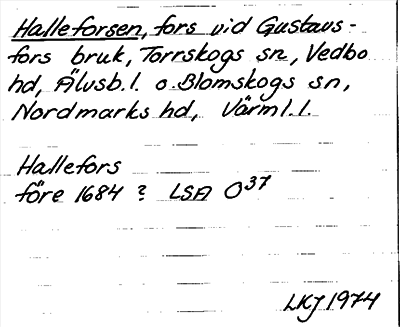 Halleforsen, fors vid Gustavs-
fors bruk, Torrskogs sn, Vedbo
hd, Älvsb. l. o. Blomskogs sn,
Nordmarks hd, Värml. l.
Hallefors
före 1684 ? LSA O37
LKJ 1974